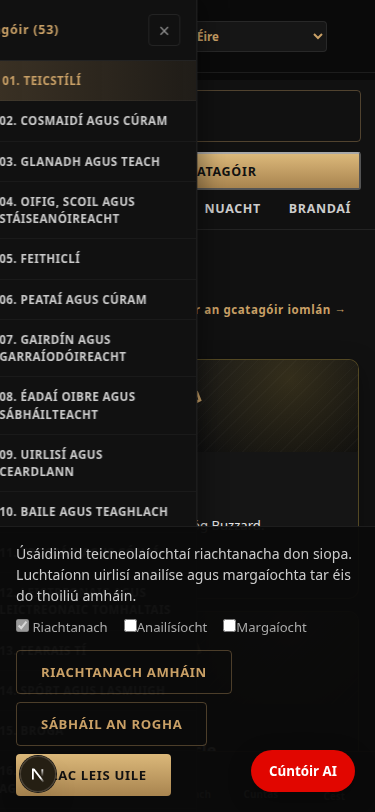 góir (53)
×
Éire
01. TEICSTÍLÍ
02. COSMAIDÍ AGUS CÚRAM
ATAGÓIR
03. GLANADH AGUS TEACH
04. OIFIG, SCOIL AGUS
STÁISEANÓIREACHT
NUACHT BRANDAÍ
05. FEITHICLÍ
06. PEATAÍ AGUS CÚRAM
r an gcatagóir iomlán →
07. GAIRDÍN AGUS
GARRAÍODÓIREACHT
08. ÉADAÍ OIBRE AGUS
SÁBHÁILTEACHT
09. UIRLISÍ AGUS
CEARDLANN
10. BAILE AGUS TEAGHLACH
Buzzard
Úsáidimid teicneolaíochtaí riachtanacha don siopa.
Luchtaíonn uirlisí anailíse agus margaíochta tar éis
do thoiliú amháin.
Riachtanach Anailísíocht Margaíocht
RIACHTANACH AMHÁIN
SÁBHÁIL AN ROGHA
AC LEIS UILE
N
Cúntóir AI